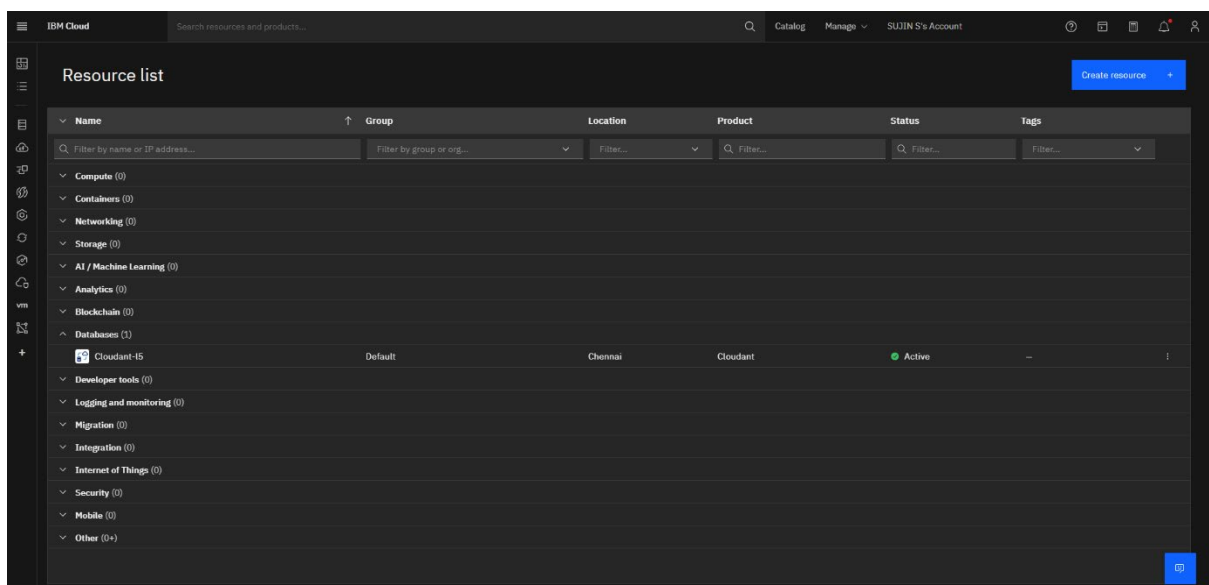 IBM Cloud Search resources and products... Catalog Manage SUJIN S's Account
Resource list
Create resource +
Name Group Location Product Status Tags
Filter by name or IP address... Filter by group or org... Filter... Filter... Filter... Filter...
Compute (0)
Containers (0)
Networking (0)
Storage (0)
AI / Machine Learning (0)
Analytics (0)
vm
Blockchain (0)
Databases (1)
Cloudant-l5 Default Chennai Cloudant Active –
Developer tools (0)
Logging and monitoring (0)
Migration (0)
Integration (0)
Internet of Things (0)
Security (0)
Mobile (0)
Other (0+)